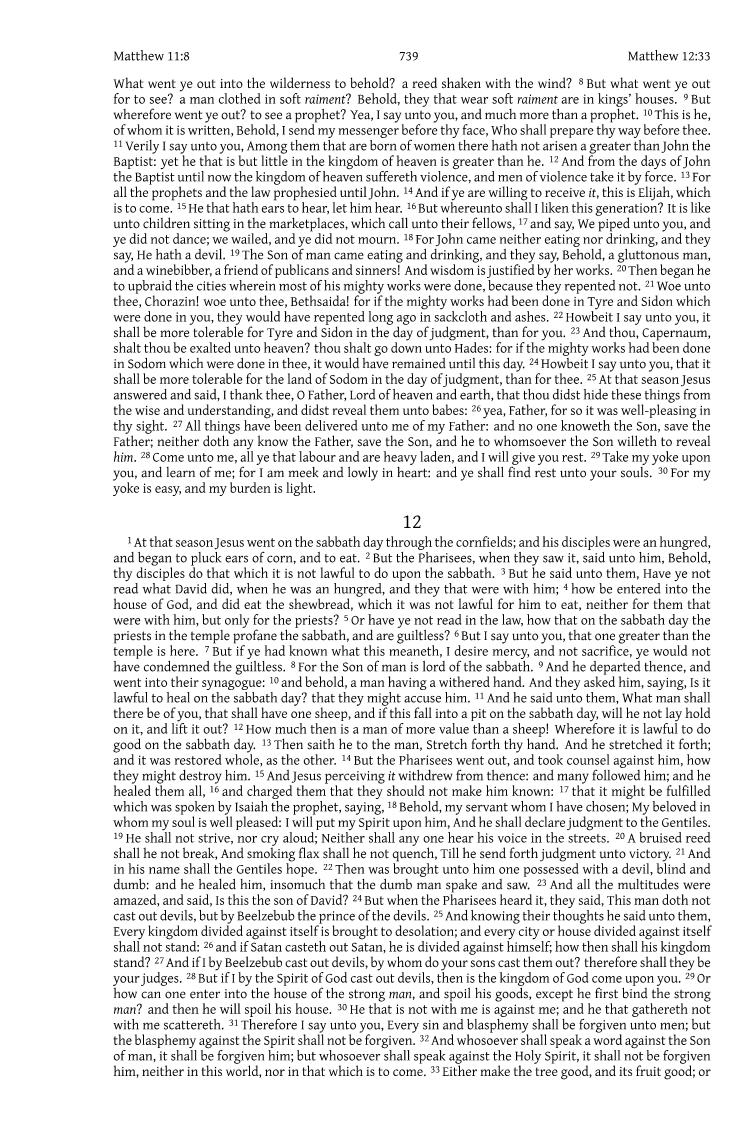 Matthew 11:8
739
Matthew 12:33
What went ye out into the wilderness to behold? a reed shaken with the wind? 8 But what went ye out
for to see? a man clothed in soft raiment? Behold, they that wear soft raiment are in kings’ houses. 9 But
wherefore went ye out? to see a prophet? Yea, I say unto you, and much more than a prophet. 10 This is he,
of whom it is written, Behold, I send my messenger before thy face, Who shall prepare thy way before thee.
11 Verily I say unto you, Among them that are born of women there hath not arisen a greater than John the
Baptist: yet he that is but little in the kingdom of heaven is greater than he. 12 And from the days of John
the Baptist until now the kingdom of heaven suffereth violence, and men of violence take it by force. 13 For
all the prophets and the law prophesied until John. 14 And if ye are willing to receive it, this is Elijah, which
is to come. 15 He that hath ears to hear, let him hear. 16 But whereunto shall I liken this generation? It is like
unto children sitting in the marketplaces, which call unto their fellows, 17 and say, We piped unto you, and
ye did not dance; we wailed, and ye did not mourn. 18 For John came neither eating nor drinking, and they
say, He hath a devil. 19 The Son of man came eating and drinking, and they say, Behold, a gluttonous man,
and a winebibber, a friend of publicans and sinners! And wisdom is justified by her works. 20 Then began he
to upbraid the cities wherein most of his mighty works were done, because they repented not. 21 Woe unto
thee, Chorazin! woe unto thee, Bethsaida! for if the mighty works had been done in Tyre and Sidon which
were done in you, they would have repented long ago in sackcloth and ashes. 22 Howbeit I say unto you, it
shall be more tolerable for Tyre and Sidon in the day of judgment, than for you. 23 And thou, Capernaum,
shalt thou be exalted unto heaven? thou shalt go down unto Hades: for if the mighty works had been done
in Sodom which were done in thee, it would have remained until this day. 24 Howbeit I say unto you, that it
shall be more tolerable for the land of Sodom in the day of judgment, than for thee. 25 At that season Jesus
answered and said, I thank thee, O Father, Lord of heaven and earth, that thou didst hide these things from
the wise and understanding, and didst reveal them unto babes: 26 yea, Father, for so it was well-pleasing in
thy sight. 27 All things have been delivered unto me of my Father: and no one knoweth the Son, save the
Father; neither doth any know the Father, save the Son, and he to whomsoever the Son willeth to reveal
him. 28 Come unto me, all ye that labour and are heavy laden, and I will give you rest. 29 Take my yoke upon
you, and learn of me; for I am meek and lowly in heart: and ye shall find rest unto your souls. 30 For my
yoke is easy, and my burden is light.
12
1 At that season Jesus went on the sabbath day through the cornfields; and his disciples were an hungred,
and began to pluck ears of corn, and to eat. 2 But the Pharisees, when they saw it, said unto him, Behold,
thy disciples do that which it is not lawful to do upon the sabbath. 3 But he said unto them, Have ye not
read what David did, when he was an hungred, and they that were with him; 4 how be entered into the
house of God, and did eat the shewbread, which it was not lawful for him to eat, neither for them that
were with him, but only for the priests? 5 Or have ye not read in the law, how that on the sabbath day the
priests in the temple profane the sabbath, and are guiltless? 6 But I say unto you, that one greater than the
temple is here. 7 But if ye had known what this meaneth, I desire mercy, and not sacrifice, ye would not
have condemned the guiltless. 8 For the Son of man is lord of the sabbath. 9 And he departed thence, and
went into their synagogue: 10 and behold, a man having a withered hand. And they asked him, saying, Is it
lawful to heal on the sabbath day? that they might accuse him. 11 And he said unto them, What man shall
there be of you, that shall have one sheep, and if this fall into a pit on the sabbath day, will he not lay hold
on it, and lift it out? 12 How much then is a man of more value than a sheep! Wherefore it is lawful to do
good on the sabbath day. 13 Then saith he to the man, Stretch forth thy hand. And he stretched it forth;
and it was restored whole, as the other. 14 But the Pharisees went out, and took counsel against him, how
they might destroy him. 15 And Jesus perceiving it withdrew from thence: and many followed him; and he
healed them all, 16 and charged them that they should not make him known: 17 that it might be fulfilled
which was spoken by Isaiah the prophet, saying, 18 Behold, my servant whom I have chosen; My beloved in
whom my soul is well pleased: I will put my Spirit upon him, And he shall declare judgment to the Gentiles.
19 He shall not strive, nor cry aloud; Neither shall any one hear his voice in the streets. 20 A bruised reed
shall he not break, And smoking flax shall he not quench, Till he send forth judgment unto victory. 21 And
in his name shall the Gentiles hope. 22 Then was brought unto him one possessed with a devil, blind and
dumb: and he healed him, insomuch that the dumb man spake and saw. 23 And all the multitudes were
amazed, and said, Is this the son of David? 24 But when the Pharisees heard it, they said, This man doth not
cast out devils, but by Beelzebub the prince of the devils. 25 And knowing their thoughts he said unto them,
Every kingdom divided against itself is brought to desolation; and every city or house divided against itself
shall not stand: 26 and if Satan casteth out Satan, he is divided against himself; how then shall his kingdom
stand? 27 And if I by Beelzebub cast out devils, by whom do your sons cast them out? therefore shall they be
your judges. 28 But if I by the Spirit of God cast out devils, then is the kingdom of God come upon you. 29 Or
how can one enter into the house of the strong man, and spoil his goods, except he first bind the strong
man? and then he will spoil his house. 30 He that is not with me is against me; and he that gathereth not
with me scattereth. 31 Therefore I say unto you, Every sin and blasphemy shall be forgiven unto men; but
the blasphemy against the Spirit shall not be forgiven. 32 And whosoever shall speak a word against the Son
of man, it shall be forgiven him; but whosoever shall speak against the Holy Spirit, it shall not be forgiven
him, neither in this world, nor in that which is to come. 33 Either make the tree good, and its fruit good; or